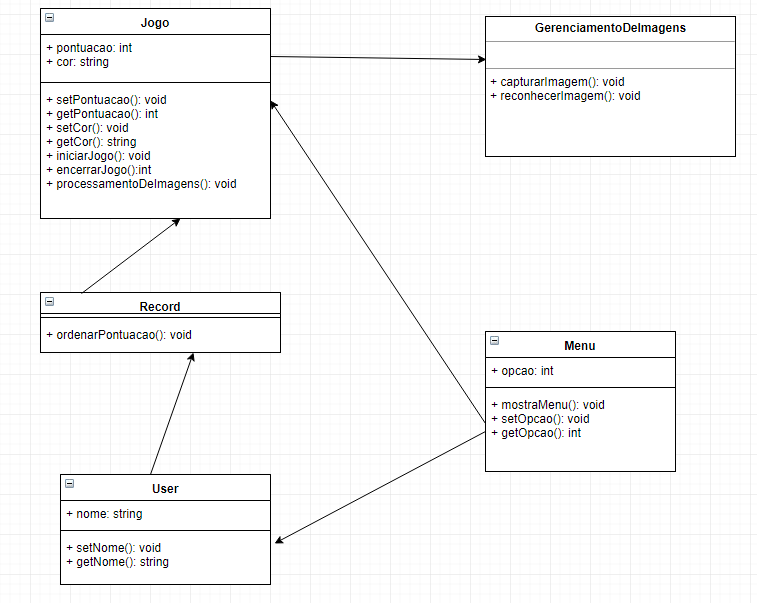 Jogo
+ pontuacao: int
+ cor: string
+ setPontuacao(): void
+ getPontuacao(): int
+ setCor(): void
+ getCor(): string
+ iniciarJogo(): void
+ encerrarJogo():int
+ processamentoDeImagens(): void
GerenciamentoDeImagens
+ capturarImagem(): void
+ reconhecerImagem(): void
Record
+ ordenarPontuacao(): void
Menu
+ opcao: int
+ mostraMenu(): void
+ setOpcao(): void
+ getOpcao(): int
User
+ nome: string
+ setNome(): void
+ getNome(): string